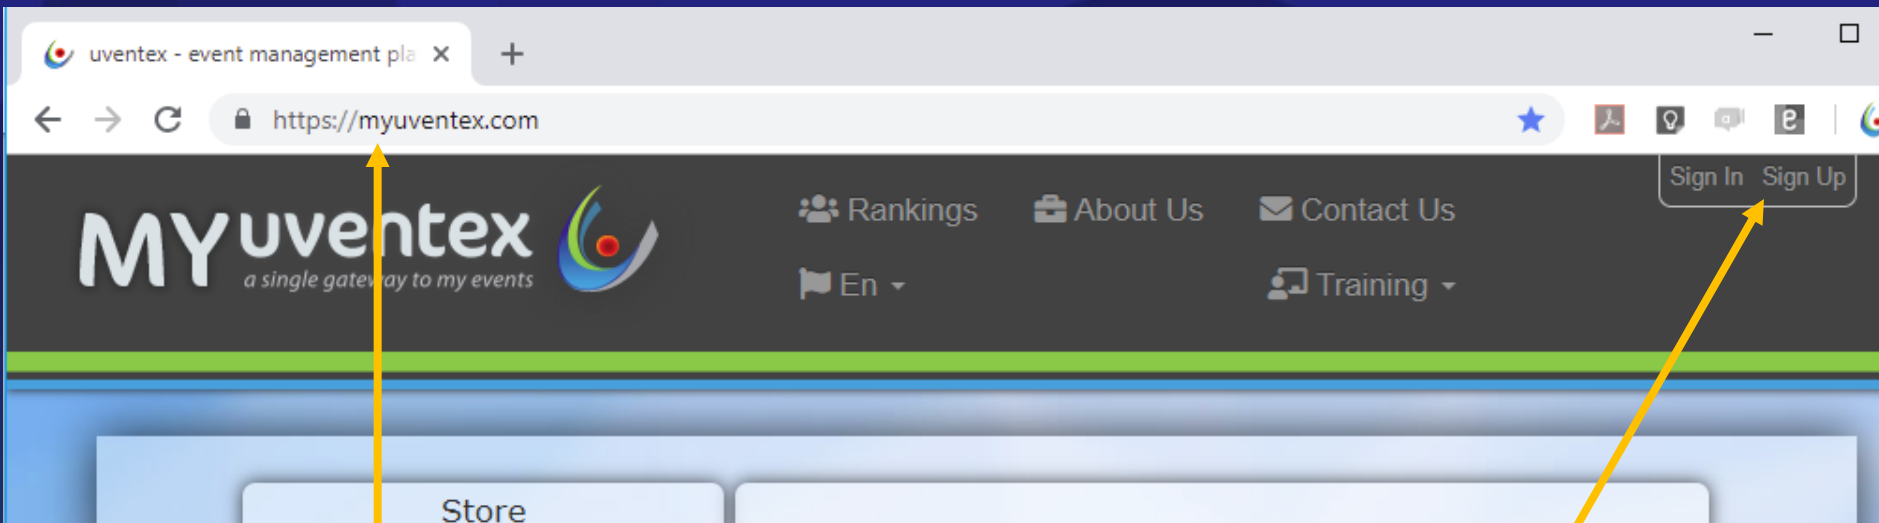 uventex - event management pla
https://myuventex.com
Sign In Sign Up
MYuventex
a single gateway to my events
Rankings About Us Contact Us
En Training
Store